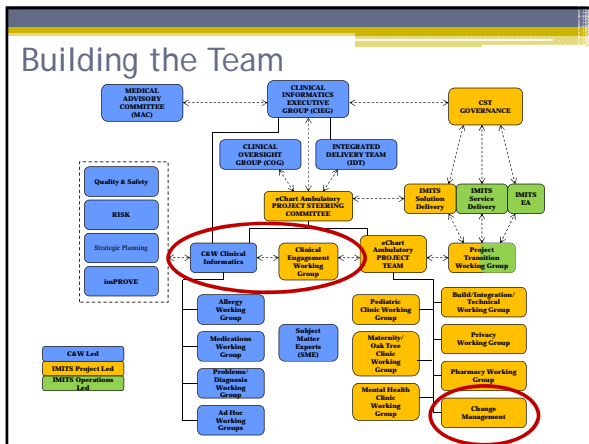 Building the Team
MEDICAL
ADVISORY
COMMITTEE
(MAC)
CLINICAL
INFORMATICS
EXECUTIVE
GROUP (CIEG)
CST
GOVERNANCE
CLINICAL
OVERSIGHT
GROUP (COG)
INTEGRATED
DELIVERY TEAM
(IDT)
Quality & Safety
RISK
Strategic Planning
imPROVE
eChart Ambulatory
PROJECT STEERING
COMMITTEE
IMITS
Solution
Delivery
IMITS
Service
Delivery
IMITS
EA
C&W Clinical
Informatics
Clinical
Engagement
Working
Group
eChart
Ambulatory
PROJECT
TEAM
Project
Transition
Working Group
Allergy
Working
Group
Medications
Working Group
Problems/
Diagnosis
Working Group
Ad Hoc
Working
Groups
Subject
Matter
Experts
(SME)
Pediatric
Clinic Working
Group
Maternity/
Oak Tree
Clinic Working
Group
Mental Health
Clinic Working
Group
Build/Integration/
Technical
Working Group
Privacy
Working Group
Pharmacy Working
Group
Change
Management
C&W Led
IMITS Project Led
IMITS Operations
Led